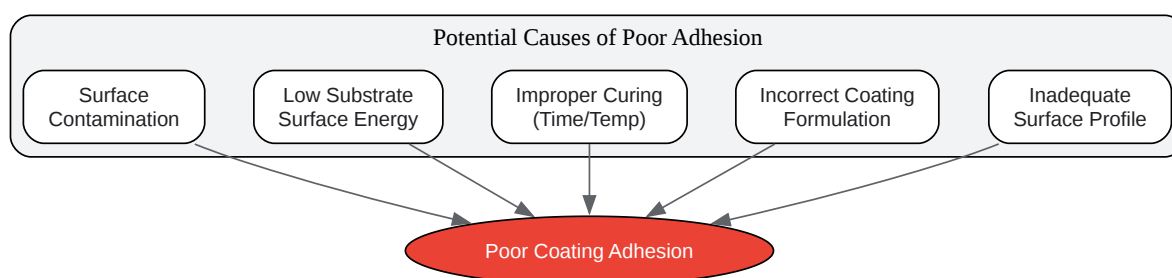 Potential Causes of Poor Adhesion
Surface
Contamination
Low Substrate
Surface Energy
Improper Curing
(Time/Temp)
Incorrect Coating
Formulation
Inadequate
Surface Profile
Poor Coating Adhesion